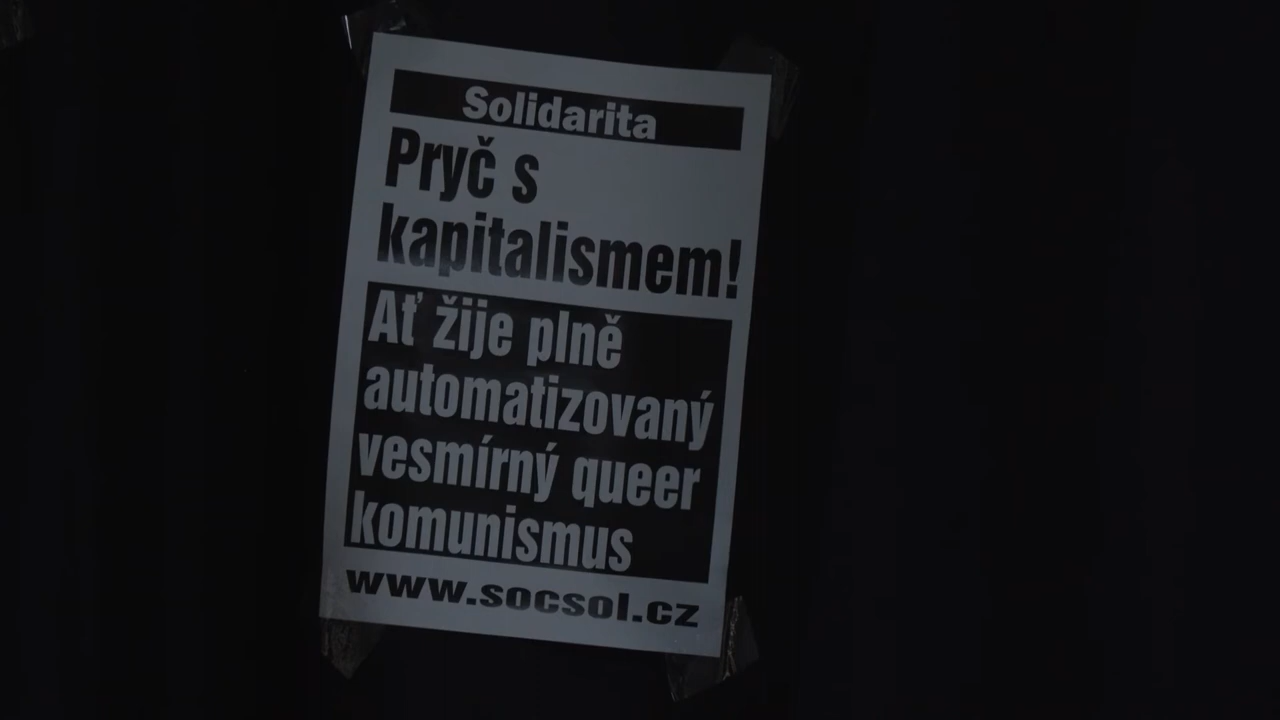 Solidarita
Pryč s
kapitalismem!
Ať žije plně
automatizovaný
vesmírný queer
komunismus
www.socsol.cz